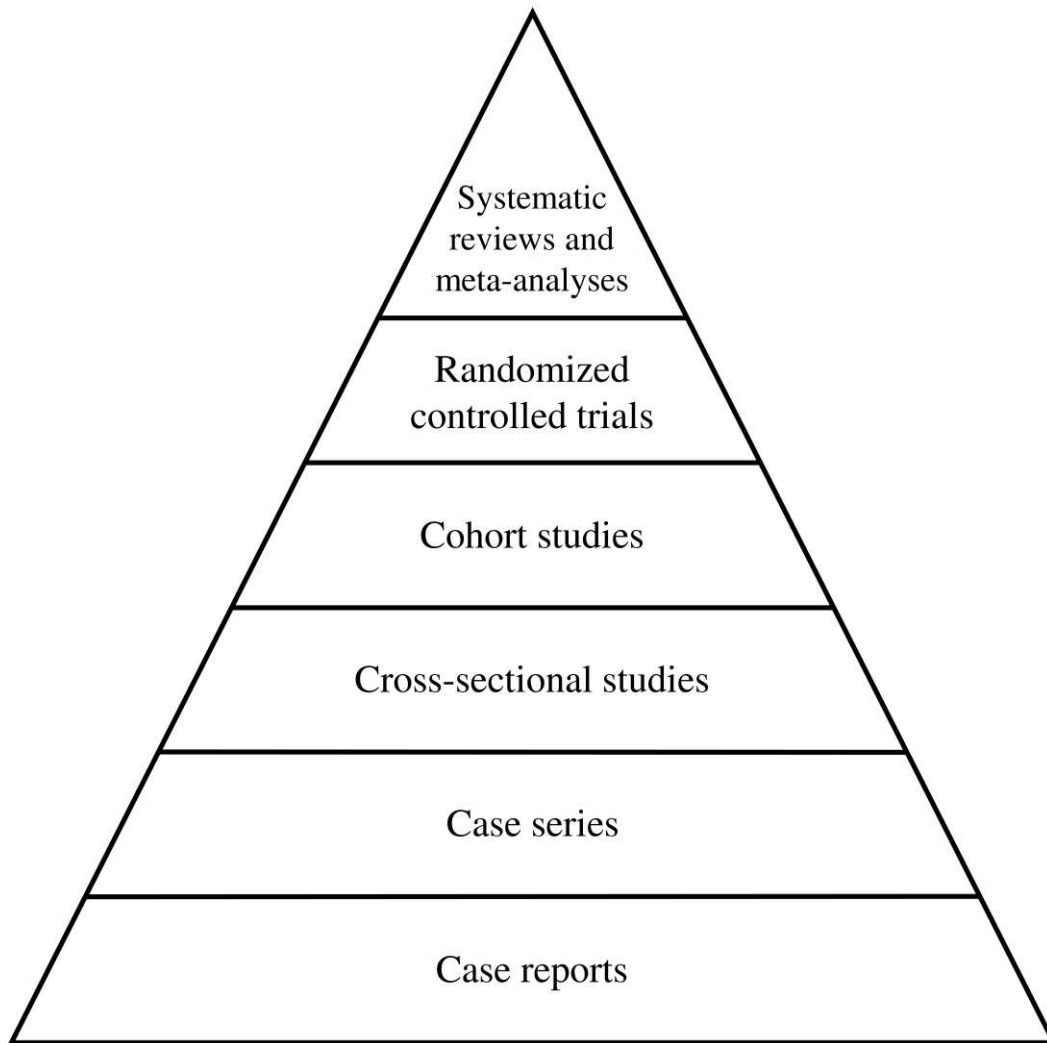 Systematic
reviews and
meta-analyses
Randomized
controlled trials
Cohort studies
Cross-sectional studies
Case series
Case reports